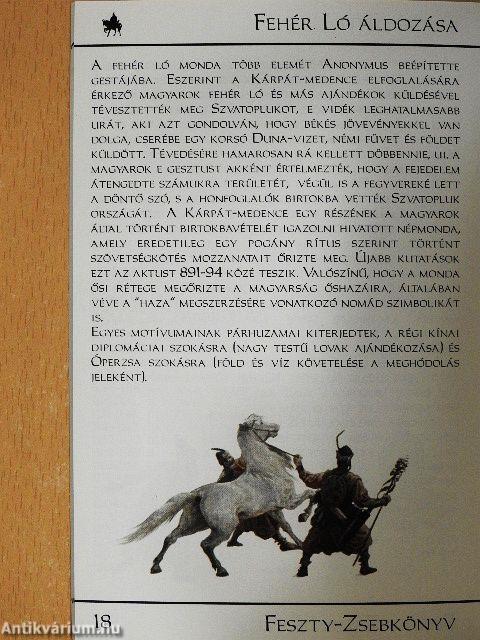 Fehér Ló áldozása
A fehér ló monda több elemét Anonymus beépítette
gestájába. Eszerint a Kárpát-medence elfoglalására
érkező magyarok fehér ló és más ajándékok küldésével
tévesztették meg Szvatoplukot, e vidék leghatalmasabb
urát, aki azt gondolván, hogy békés jövevényekkel van
dolga, cserébe egy korsó Duna-vizet, némi füvet és földet
küldött. Tévedésére hamarosan rá kellett döbbennie, ui. a
magyarok e gesztust akként értelmezték, hogy a fejedelem
átengedte számukra területét, végül is a fegyvereké lett
a döntő szó, s a honfoglalók birtokba vették Szvatopluk
országát. A Kárpát-medence egy részének a magyarok
által történt birtokbavételét igazolni hivatott népmonda,
amely eredetileg egy pogány rítus szerint történt
szövetségkötés mozzanatait őrizte meg. Újabb kutatások
ezt az aktust 891-94 közé teszik. Valószínű, hogy a monda
ősi rétege megőrizte a magyarság őshazáira, általában
véve a "haza" megszerzésére vonatkozó nomád szimbolikát
is.
Egyes motívumainak párhuzamai kiterjedtek, a régi kínai
diplomáciai szokásra (nagy testű lovak ajándékozása) és
Óperzsa szokásra (föld és víz követelése a meghódolás
jeleként).
18
Feszty-Zsebkönyv
Antikvárium.hu